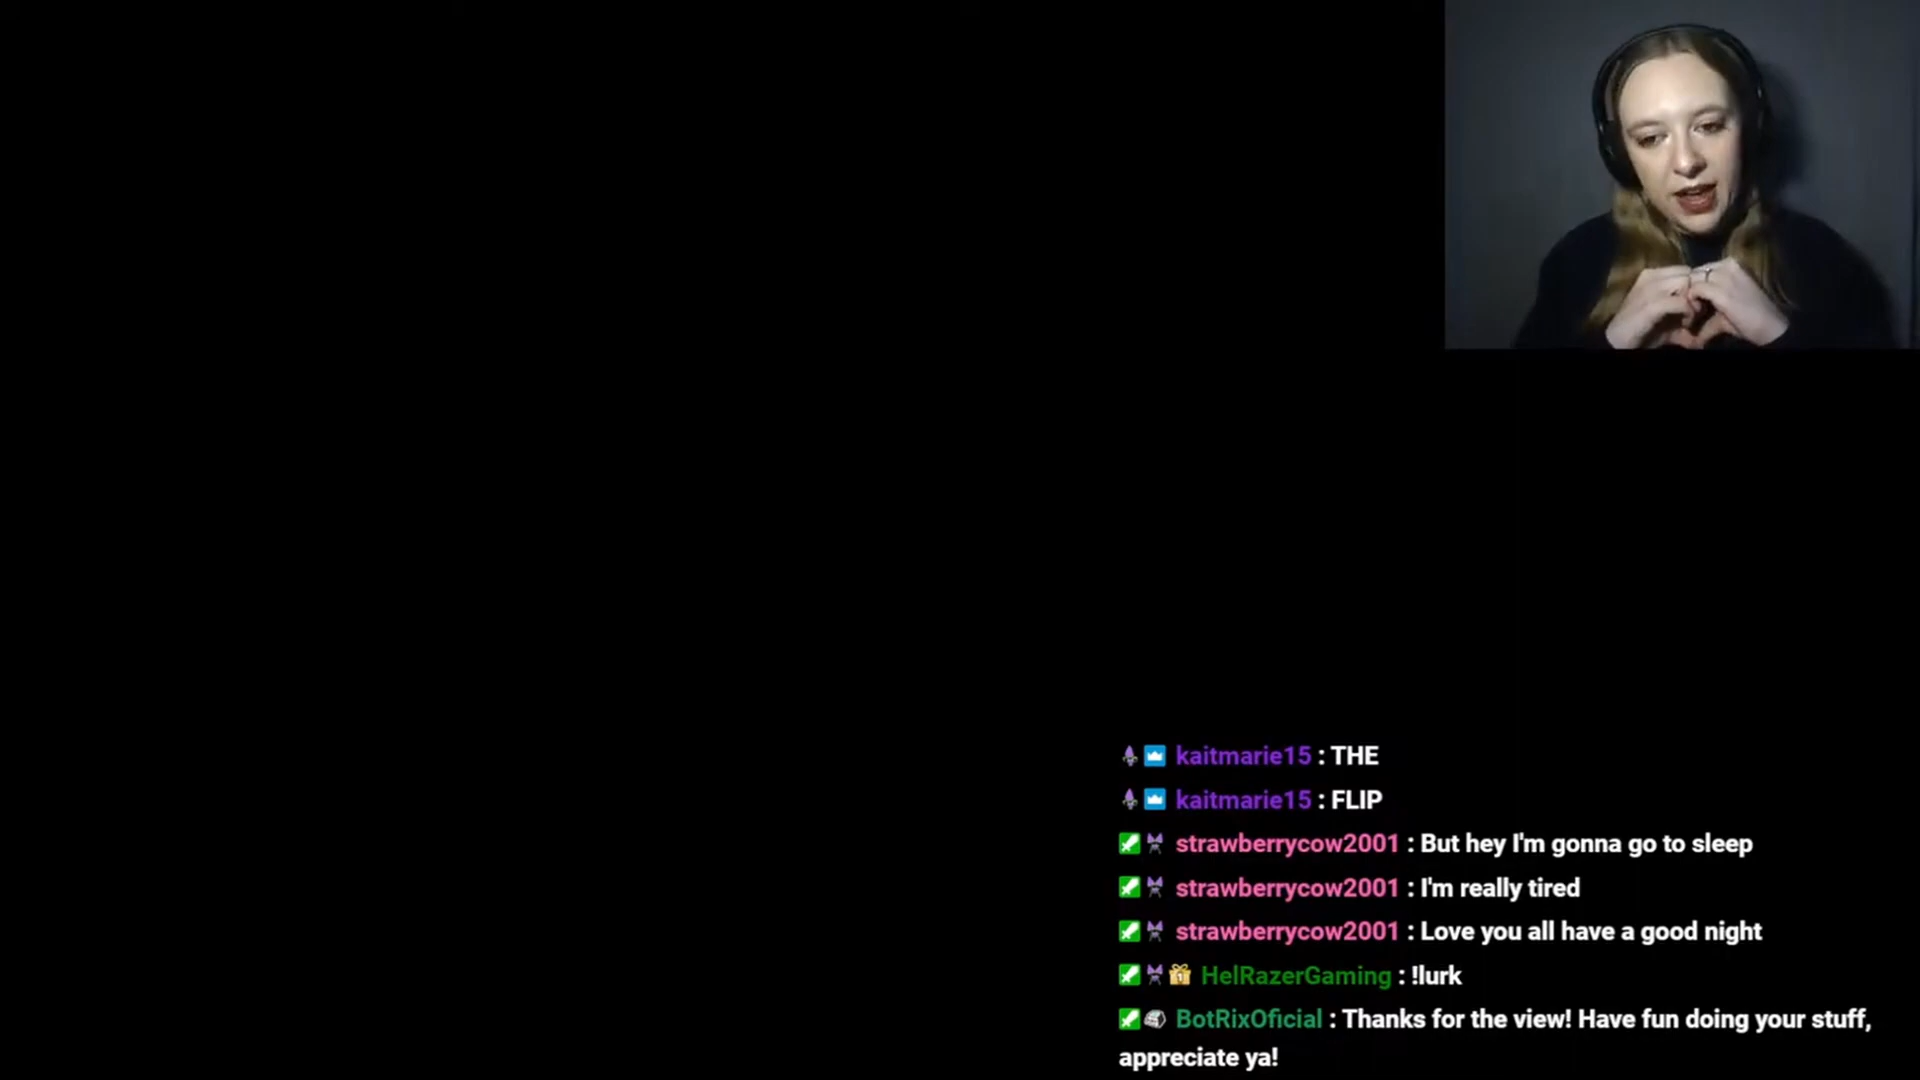 kaitmarie15 : THE
kaitmarie15 : FLIP
strawberrycow2001 : But hey I'm gonna go to sleep
strawberrycow2001 : I'm really tired
strawberrycow2001 : Love you all have a good night
HelRazerGaming : !lurk
BotRixOficial : Thanks for the view! Have fun doing your stuff,
appreciate ya!